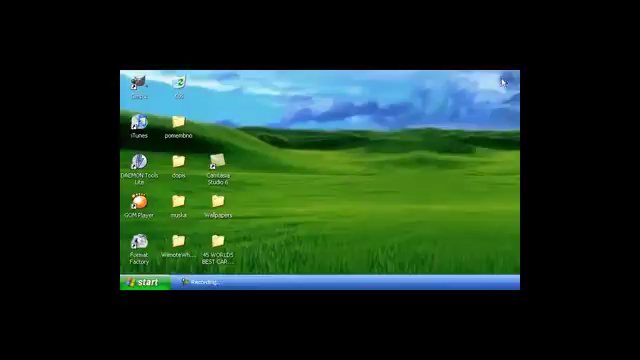 iTunes
pomembno
DAEMON Tools
Lite
dopis
Camtasia
Studio 6
GOM Player
muska
Wallpapers
Format
Factory
45 WORLDS
BEST CAR...
start
Recording...